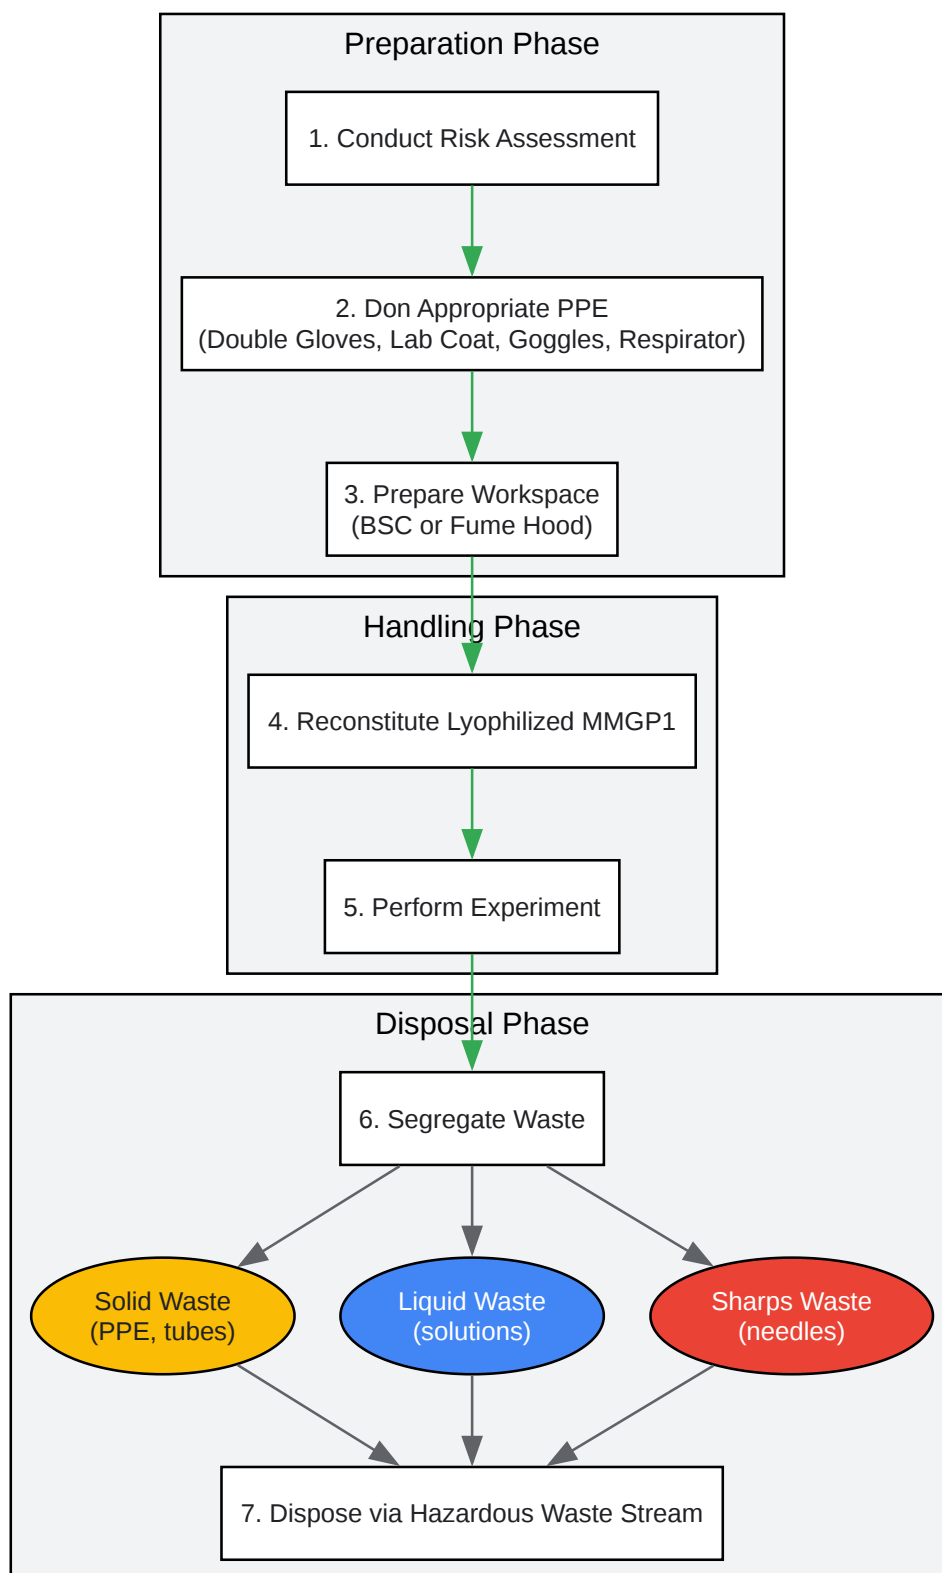 Preparation Phase
1. Conduct Risk Assessment
2. Don Appropriate PPE
(Double Gloves, Lab Coat, Goggles, Respirator)
3. Prepare Workspace
(BSC or Fume Hood)
Handling Phase
4. Reconstitute Lyophilized MMGP1
5. Perform Experiment
Disposal Phase
6. Segregate Waste
Solid Waste
(PPE, tubes)
Liquid Waste
(solutions)
Sharps Waste
(needles)
7. Dispose via Hazardous Waste Stream